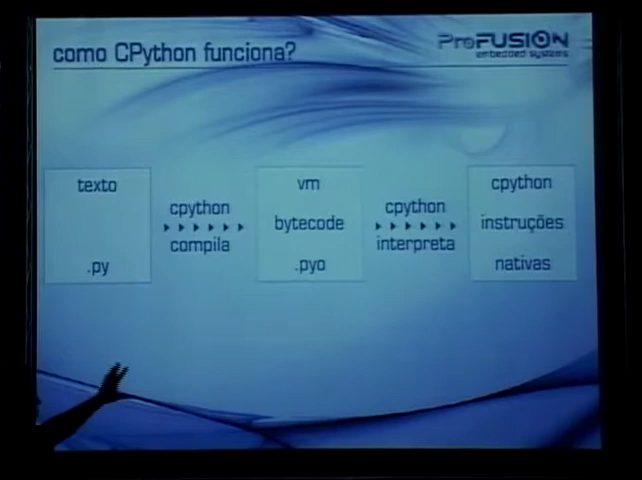 como CPython funciona?
ProFUSION
embedded systems
texto
.py
cpython
compila
vm
bytecode
.pyo
cpython
interpreta
cpython
instruções
nativas